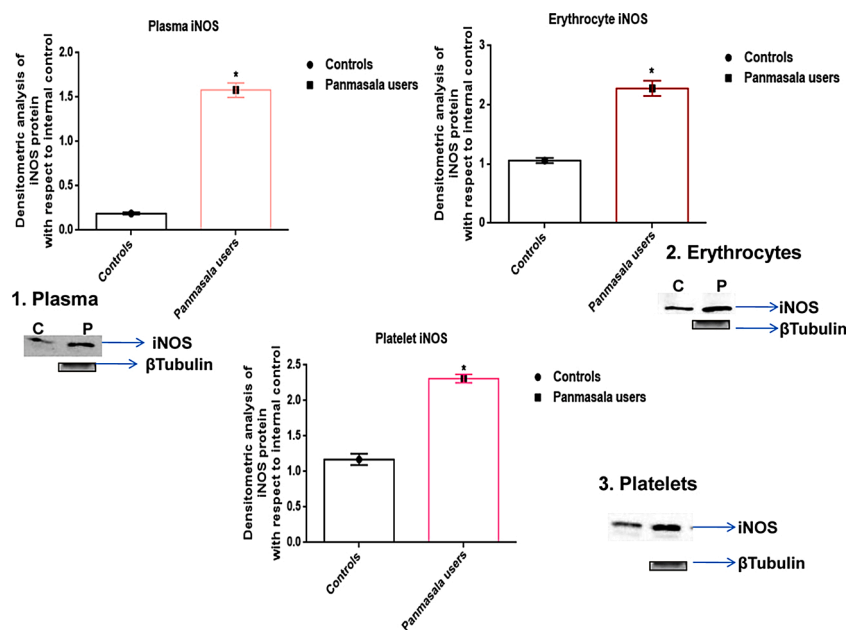 Plasma iNOS
Densitometric analysis of
iNOS protein
with respect to internal control
2.0
1.5
1.0
0.5
0.0
*
Controls
Panmasala users
Controls
Panmasala users
Erythrocyte iNOS
Densitometric analysis of
iNOS protein
with respect to internal control
3
2
1
0
*
Controls
Panmasala users
Controls
Panmasala users
1. Plasma
C P
iNOS
βTubulin
2. Erythrocytes
C P
iNOS
βTubulin
Platelet iNOS
Densitometric analysis of
iNOS protein
with respect to internal control
2.5
2.0
1.5
1.0
0.5
0.0
*
Controls
Panmasala users
Controls
Panmasala users
3. Platelets
iNOS
βTubulin